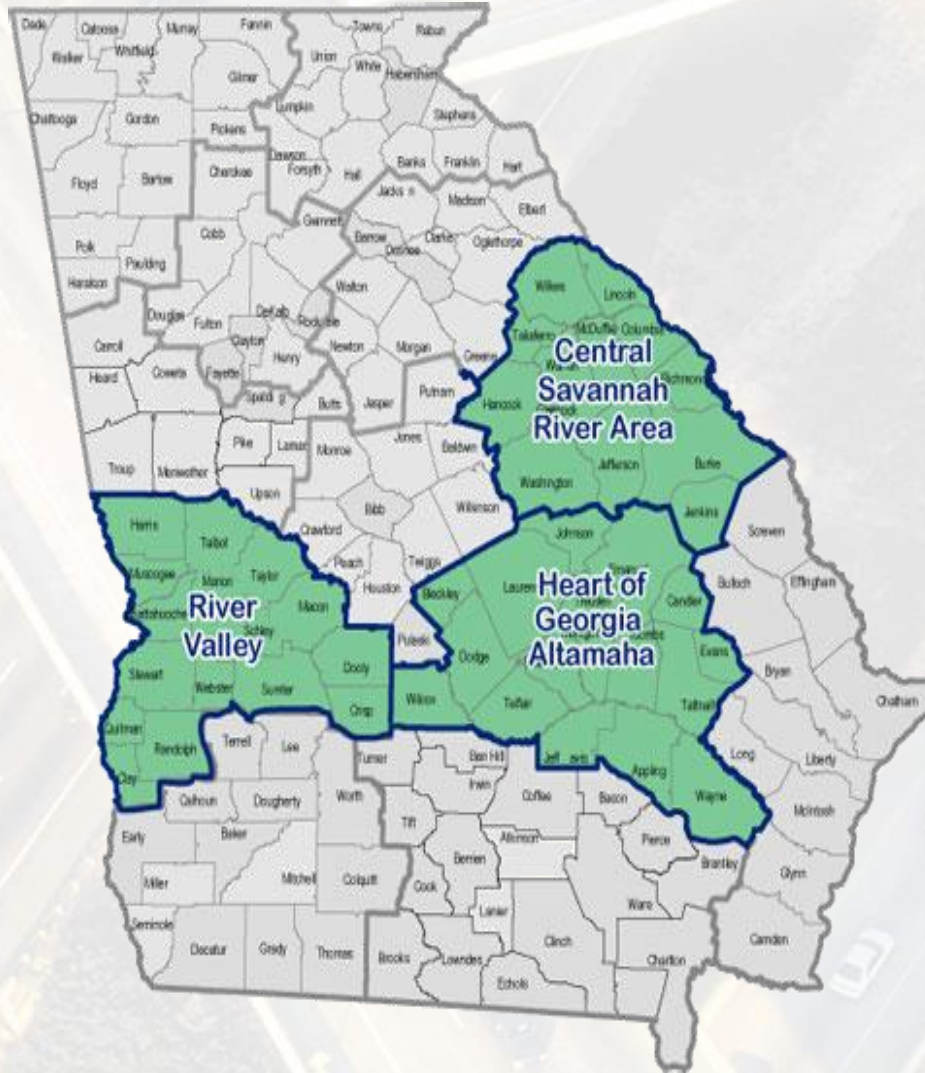 Dade
Catoosa
Murray
Fannin
Towns
Rabun
Walker
Whitfield
Union
White
Gilmer
Habersham
Lumpkin
Chattooga
Gordon
Pickens
Stephens
Dawson
Forsyth
Hall
Banks
Franklin
Hart
Floyd
Bartow
Cherokee
Jacks n
Madison
Elbert
Cobb
Gwinnett
Barrow
Clarke
Oconee
Oglethorpe
Polk
Paulding
Haralson
Walton
Wilkes
Lincoln
Douglas
Fulton
DeKalb
Clayton
Henry
Newton
Morgan
Greene
Taliaferro
McDuffie
Columbia
Carroll
Central
Savannah
River Area
Richmond
Heard
Coweta
Fayette
Spaldi g
Butts
Jasper
Putnam
Hancock
Pike
Lamar
Monroe
Jones
Baldwin
Troup
Meriwether
Upson
Bibb
Wilkinson
Washington
Jefferson
Burke
Jenkins
Crawford
Harris
Talbot
Johnson
Screven
Muscogee
Marion
Taylor
Peach
Houston
Twiggs
Macon
River
Valley
Bleckley
Heart of
Georgia
Altamaha
Candler
Bulloch
Effingham
Schley
Pulaski
Dodge
Dooly
Evans
Stewart
Webster
Sumter
Crisp
Wilcox
Telfair
Tattnall
Bryan
Chatham
Quitman
Randolph
Terrell
Lee
Turner
Ben Hill
Jeff avis
Appling
Wayne
Long
Liberty
Clay
Calhoun
Dougherty
Worth
Irwin
Coffee
Bacon
McIntosh
Early
Baker
Tift
Atkinson
Pierce
Brantley
Berrien
Miller
Mitchell
Colquitt
Cook
Glynn
Seminole
Lanier
Ware
Decatur
Grady
Thomas
Brooks
Lowndes
Clinch
Charlton
Camden
Echols